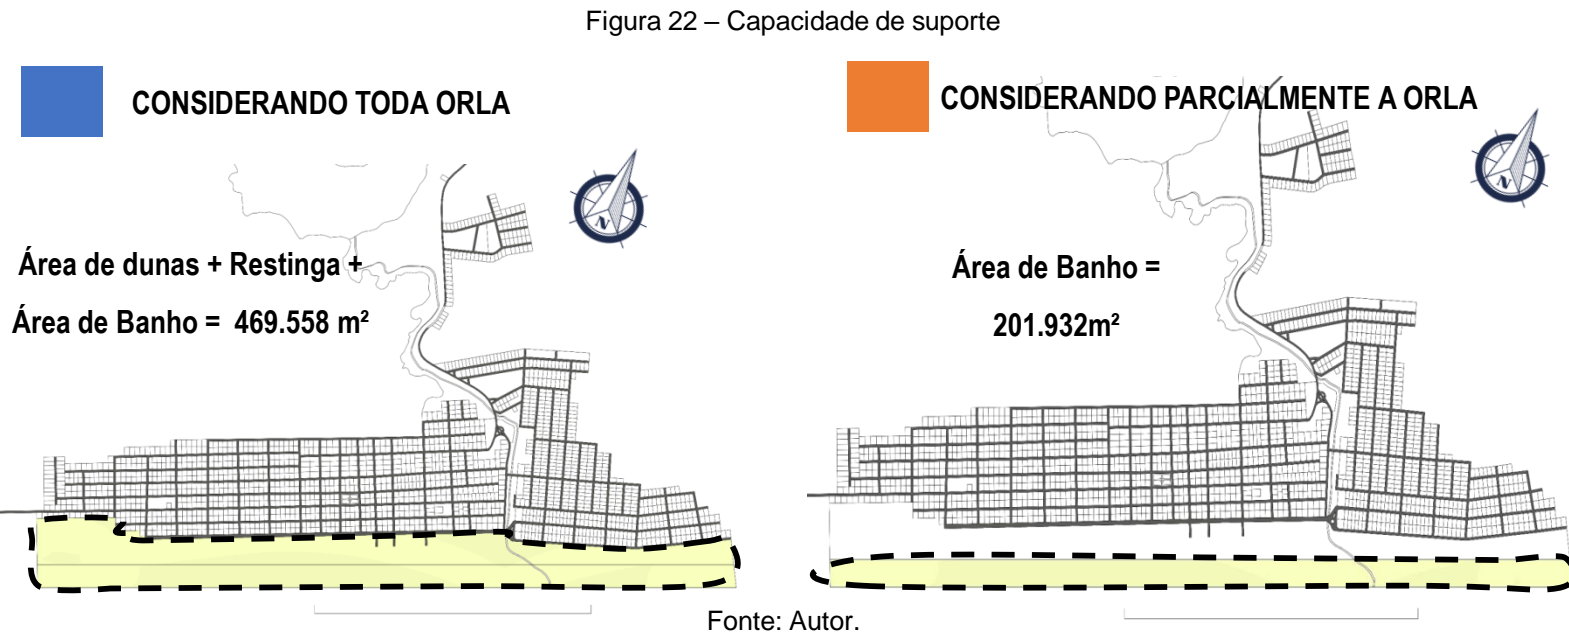 Figura 22 – Capacidade de suporte
CONSIDERANDO TODA ORLA
CONSIDERANDO PARCIALMENTE A ORLA
N
N
Área de dunas + Restinga +
Área de Banho = 469.558 m²
Área de Banho =
201.932m²
Fonte: Autor.